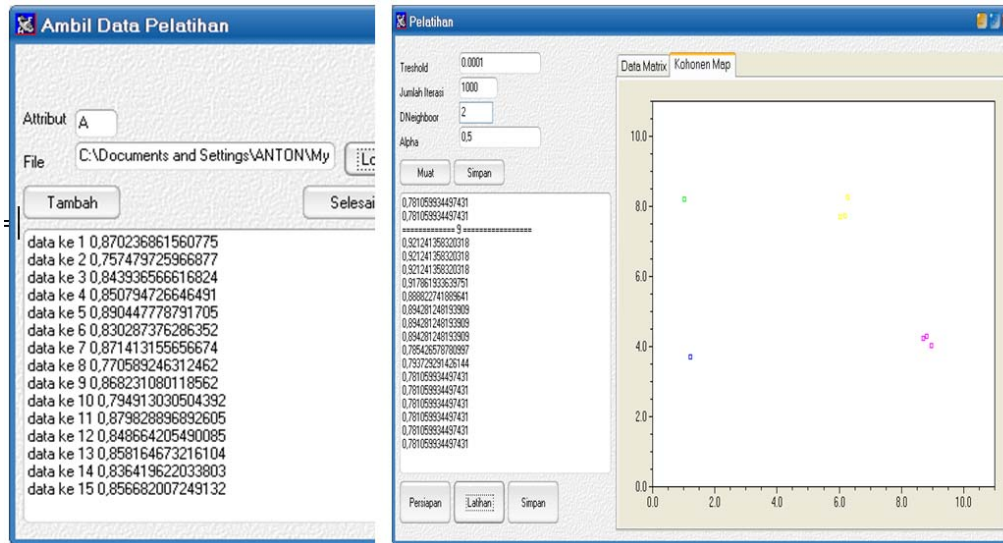 Ambil Data Pelatihan
Attribut A
File C:\Documents and Settings\ANTON\My
Tambah Selesai
data ke 1 0,870236861560775
data ke 2 0,757479725966877
data ke 3 0,843936566616824
data ke 4 0,850794726646491
data ke 5 0,890447778791705
data ke 6 0,830287376286352
data ke 7 0,871413155656674
data ke 8 0,770589246312462
data ke 9 0,868231080118562
data ke 10 0,794913030504392
data ke 11 0,879828896892605
data ke 12 0,848664205490085
data ke 13 0,858164673216104
data ke 14 0,836419622033803
data ke 15 0,856682007249132
Pelatihan
Treshold 0.0001
Jumlah Iterasi 1000
DNeighboor 2
Alpha 0,5
Muat Simpan
0,781059934497431
0,781059934497431
============ 9 ================
0,921241358320318
0,921241358320318
0,921241358320318
0,917861933639751
0,888822741889641
0,894281248193909
0,894281248193909
0,894281248193909
0,785426578780997
0,793729291426144
0,781059934497431
0,781059934497431
0,781059934497431
0,781059934497431
0,781059934497431
0,781059934497431
Persiapan Latihan Simpan
Data Matrix Kohonen Map
10.0
8.0
6.0
4.0
2.0
0.0
0.0 2.0 4.0 6.0 8.0 10.0